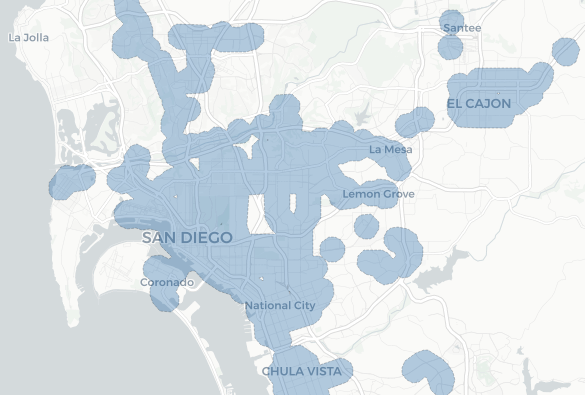 Santee
La Jolla
EL CAJON
La Mesa
Lemon Grove
SAN DIEGO
Coronado
National City
CHULA VISTA